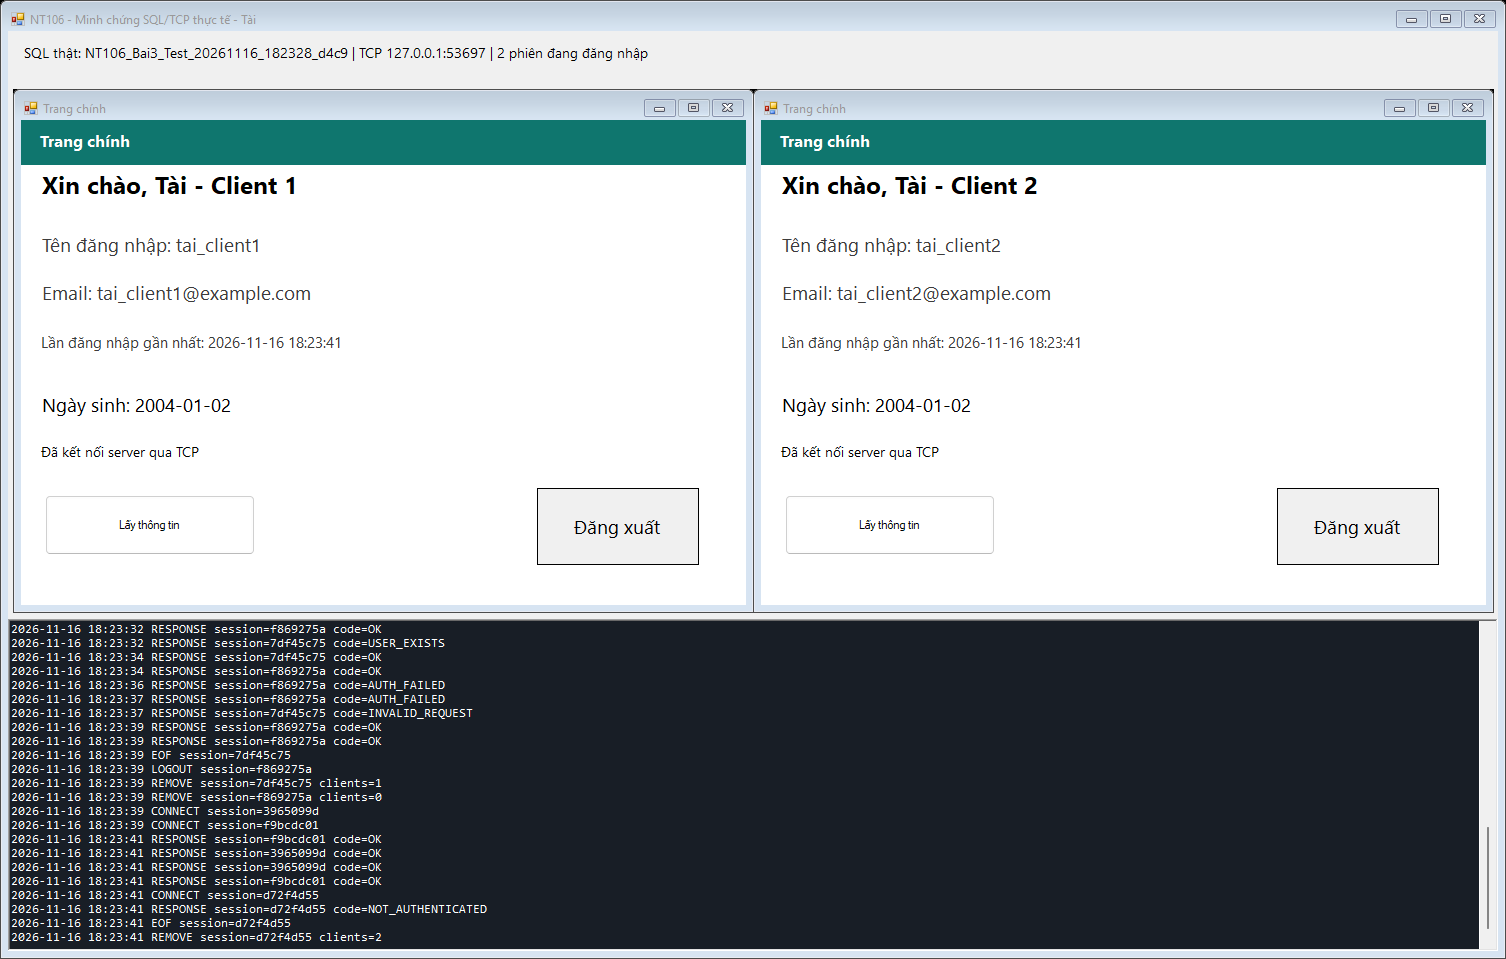 NT106 - Minh chứng SQL/TCP thực tế - Tài
SQL thật: NT106_Bai3_Test_20261116_182328_d4c9 | TCP 127.0.0.1:53697 | 2 phiên đang đăng nhập
Trang chính
Trang chính
Xin chào, Tài - Client 1
Tên đăng nhập: tai_client1
Email: tai_client1@example.com
Lần đăng nhập gần nhất: 2026-11-16 18:23:41
Ngày sinh: 2004-01-02
Đã kết nối server qua TCP
Lấy thông tin
Đăng xuất
Trang chính
Trang chính
Xin chào, Tài - Client 2
Tên đăng nhập: tai_client2
Email: tai_client2@example.com
Lần đăng nhập gần nhất: 2026-11-16 18:23:41
Ngày sinh: 2004-01-02
Đã kết nối server qua TCP
Lấy thông tin
Đăng xuất
2026-11-16 18:23:32 RESPONSE session=f869275a code=OK
2026-11-16 18:23:32 RESPONSE session=7df45c75 code=USER_EXISTS
2026-11-16 18:23:34 RESPONSE session=7df45c75 code=OK
2026-11-16 18:23:34 RESPONSE session=f869275a code=OK
2026-11-16 18:23:36 RESPONSE session=f869275a code=AUTH_FAILED
2026-11-16 18:23:37 RESPONSE session=f869275a code=AUTH_FAILED
2026-11-16 18:23:37 RESPONSE session=7df45c75 code=INVALID_REQUEST
2026-11-16 18:23:39 RESPONSE session=f869275a code=OK
2026-11-16 18:23:39 RESPONSE session=f869275a code=OK
2026-11-16 18:23:39 EOF session=7df45c75
2026-11-16 18:23:39 LOGOUT session=f869275a
2026-11-16 18:23:39 REMOVE session=7df45c75 clients=1
2026-11-16 18:23:39 REMOVE session=f869275a clients=0
2026-11-16 18:23:39 CONNECT session=3965099d
2026-11-16 18:23:39 CONNECT session=f9bcdc01
2026-11-16 18:23:41 RESPONSE session=f9bcdc01 code=OK
2026-11-16 18:23:41 RESPONSE session=3965099d code=OK
2026-11-16 18:23:41 RESPONSE session=3965099d code=OK
2026-11-16 18:23:41 RESPONSE session=f9bcdc01 code=OK
2026-11-16 18:23:41 CONNECT session=d72f4d55
2026-11-16 18:23:41 RESPONSE session=d72f4d55 code=NOT_AUTHENTICATED
2026-11-16 18:23:41 EOF session=d72f4d55
2026-11-16 18:23:41 REMOVE session=d72f4d55 clients=2